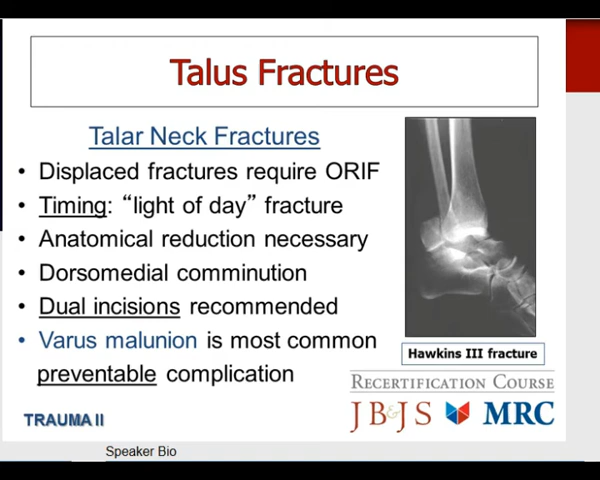 Talus Fractures
Talar Neck Fractures
• Displaced fractures require ORIF
• Timing: “light of day” fracture
• Anatomical reduction necessary
• Dorsomedial comminution
• Dual incisions recommended
• Varus malunion is most common
preventable complication
Hawkins III fracture
RECERTIFICATION COURSE
JB&JS MRC
TRAUMA II
Speaker Bio